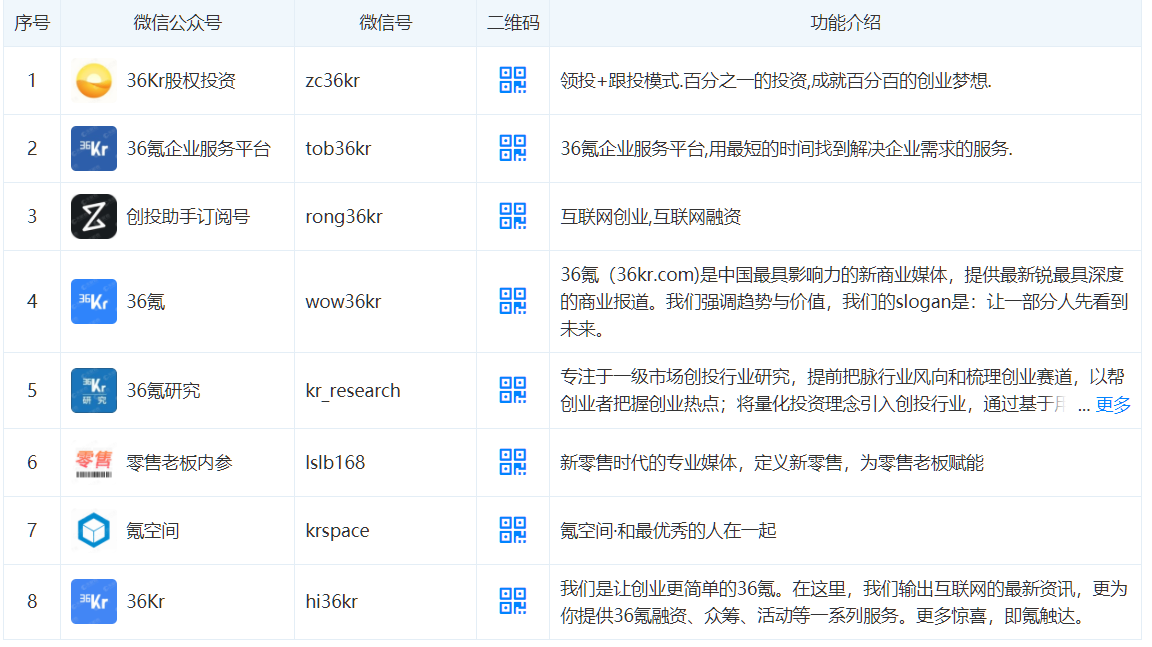 序号 微信公众号 微信号 二维码 功能介绍
1 36Kr股权投资 zc36kr 领投+跟投模式.百分之一的投资,成就百分百的创业梦想.
2 36Kr 36氪企业服务平台 tob36kr 36氪企业服务平台,用最短的时间找到解决企业需求的服务.
3 创投助手订阅号 rong36kr 互联网创业,互联网融资
4 36Kr 36氪 wow36kr 36氪（36kr.com)是中国最具影响力的新商业媒体，提供最新锐最具深度
的商业报道。我们强调趋势与价值，我们的slogan是：让一部分人先看到
未来。
5 36Kr 研究 36氪研究 kr_research 专注于一级市场创投行业研究，提前把脉行业风向和梳理创业赛道，以帮
创业者把握创业热点；将量化投资理念引入创投行业，通过基于 ... 更多
6 零售 零售老板内参 lslb168 新零售时代的专业媒体，定义新零售，为零售老板赋能
7 氪空间 krspace 氪空间·和最优秀的人在一起
8 36Kr 36Kr hi36kr 我们是让创业更简单的36氪。在这里，我们输出互联网的最新资讯，更为
你提供36氪融资、众筹、活动等一系列服务。更多惊喜，即氪触达。